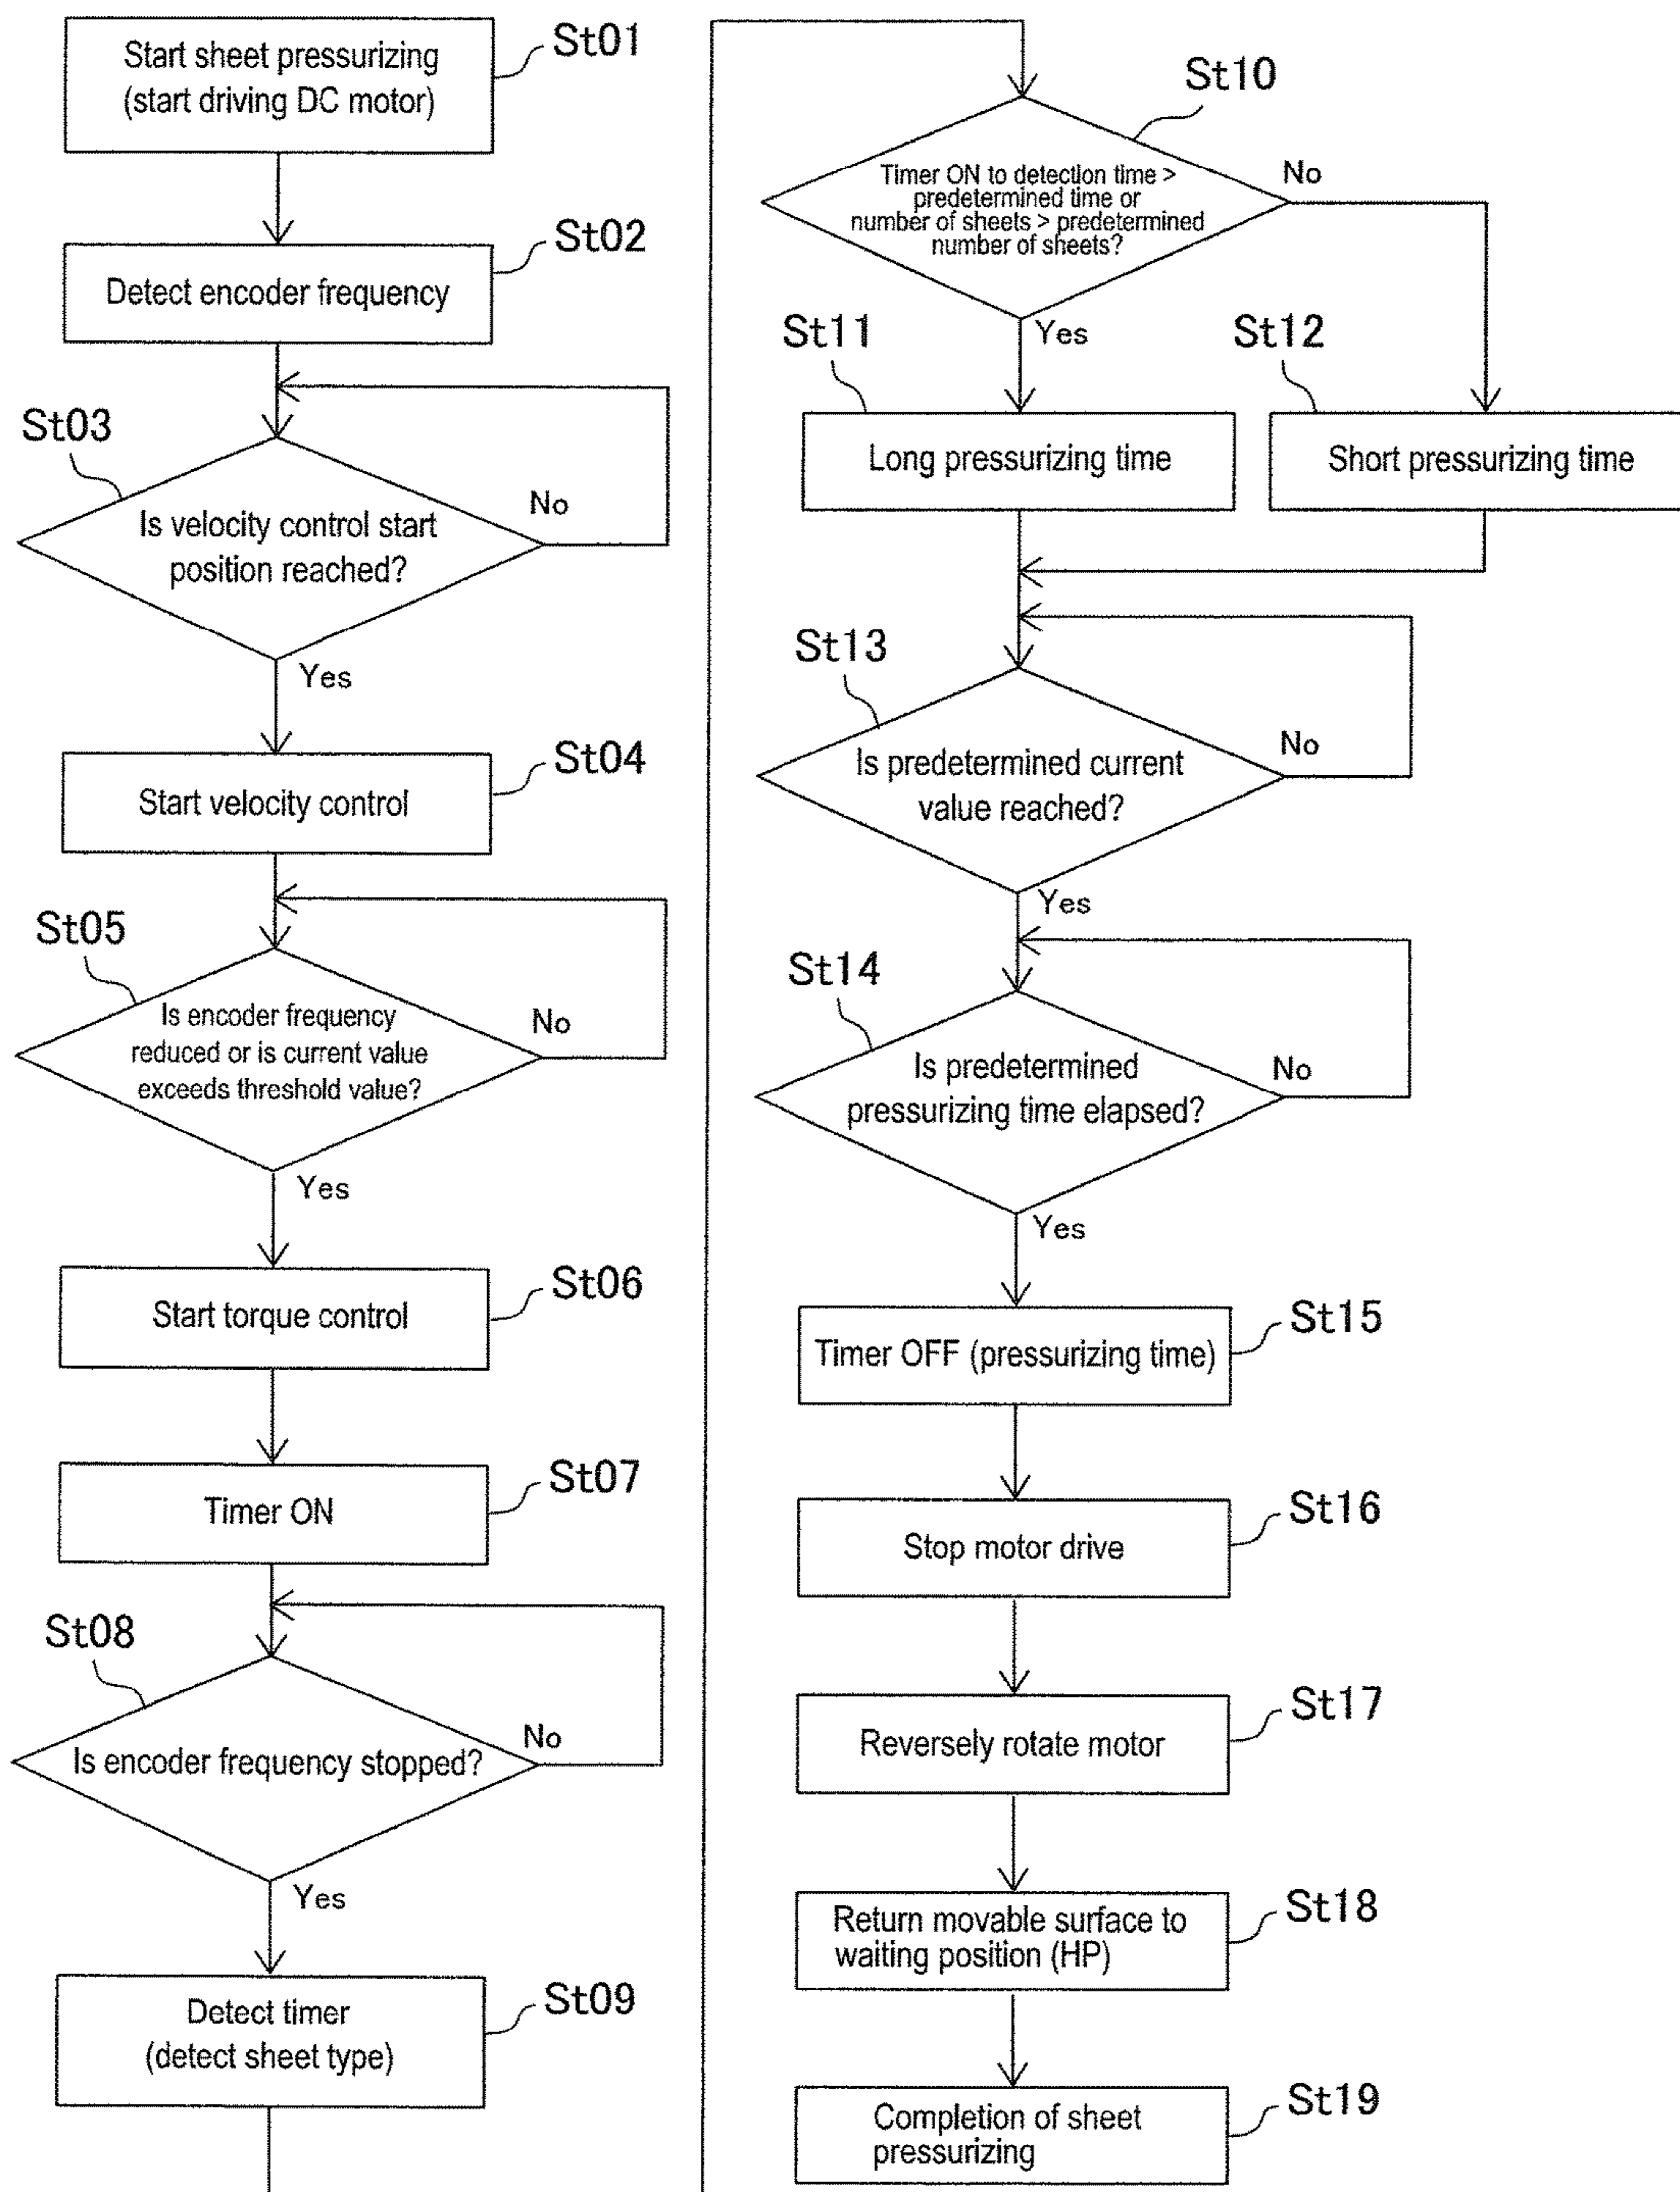 Start sheet pressurizing
(start driving DC motor)
St01
Detect encoder frequency
St02
St03
Is velocity control start
position reached?
No
Yes
Start velocity control
St04
St05
Is encoder frequency
reduced or is current value
exceeds threshold value?
No
Yes
Start torque control
St06
Timer ON
St07
St08
Is encoder frequency stopped?
No
Yes
Detect timer
(detect sheet type)
St09
St10
Timer ON to detection time >
predetermined time or
number of sheets > predetermined
number of sheets?
No
Yes
St11
Long pressurizing time
St12
Short pressurizing time
St13
Is predetermined current
value reached?
No
Yes
St14
Is predetermined
pressurizing time elapsed?
No
Yes
Timer OFF (pressurizing time)
St15
Stop motor drive
St16
Reversely rotate motor
St17
Return movable surface to
waiting position (HP)
St18
Completion of sheet
pressurizing
St19